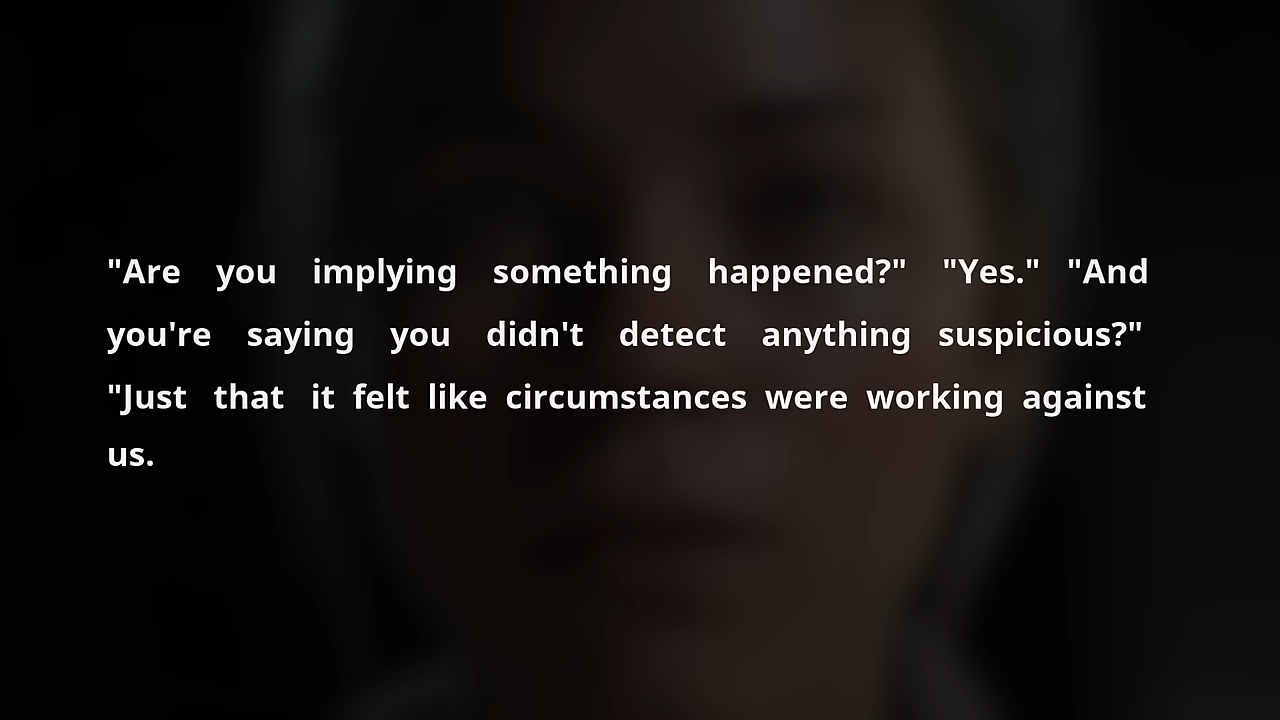 "Are you implying something happened?" "Yes." "And
you're saying you didn't detect anything suspicious?"
"Just that it felt like circumstances were working against
us.